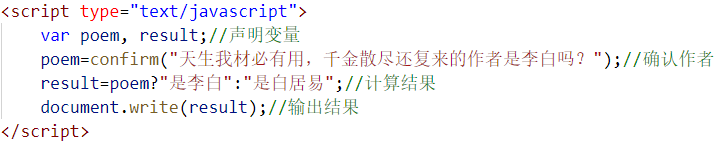 <script type="text/javascript">
    var poem, result;//声明变量
    poem=confirm("天生我材必有用，千金散尽还复来的作者是李白吗？");//确认作者
    result=poem?"是李白":"是白居易";//计算结果
    document.write(result);//输出结果
</script>